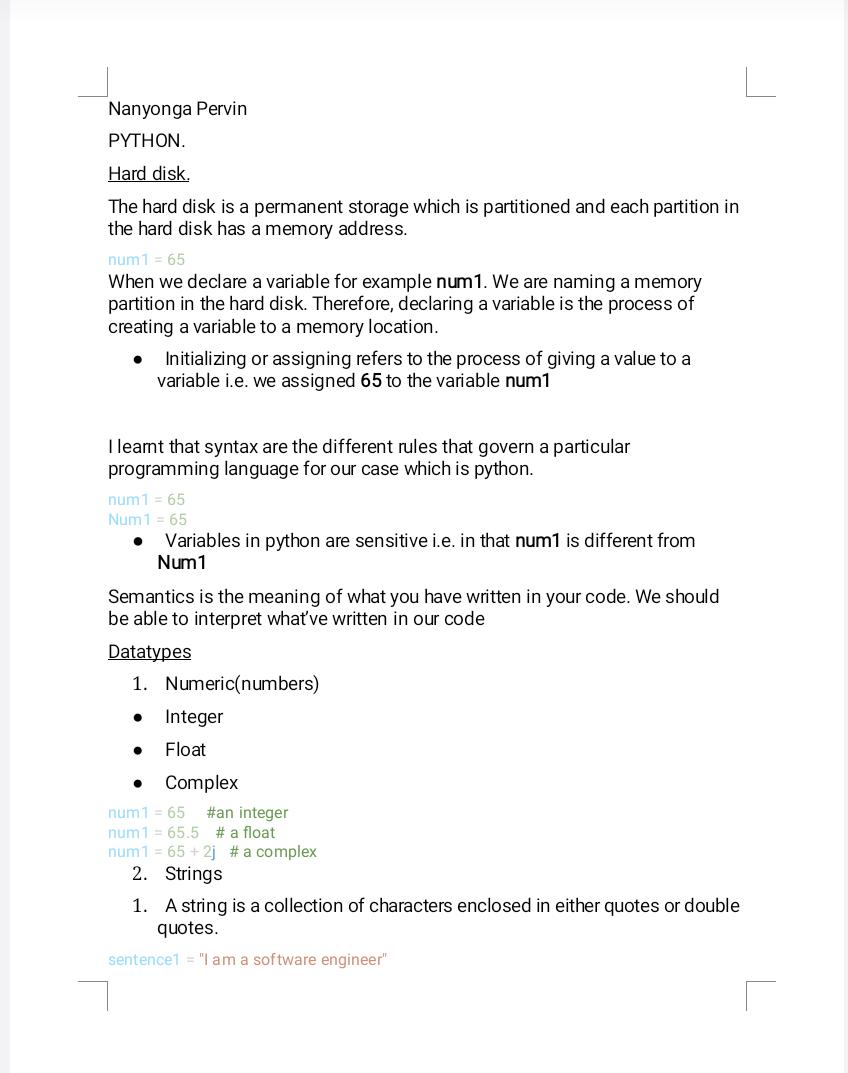 Nanyonga Pervin
PYTHON.
Hard disk.
The hard disk is a permanent storage which is partitioned and each partition in
the hard disk has a memory address.
num1 = 65
When we declare a variable for example num1. We are naming a memory
partition in the hard disk. Therefore, declaring a variable is the process of
creating a variable to a memory location.
● Initializing or assigning refers to the process of giving a value to a
variable i.e. we assigned 65 to the variable num1
I learnt that syntax are the different rules that govern a particular
programming language for our case which is python.
num1 = 65
Num1 = 65
● Variables in python are sensitive i.e. in that num1 is different from
Num1
Semantics is the meaning of what you have written in your code. We should
be able to interpret what've written in our code
Datatypes
1. Numeric(numbers)
● Integer
● Float
● Complex
num1 = 65 #an integer
num1 = 65.5 # a float
num1 = 65 + 2j # a complex
2. Strings
1. A string is a collection of characters enclosed in either quotes or double
quotes.
sentence1 = "I am a software engineer"